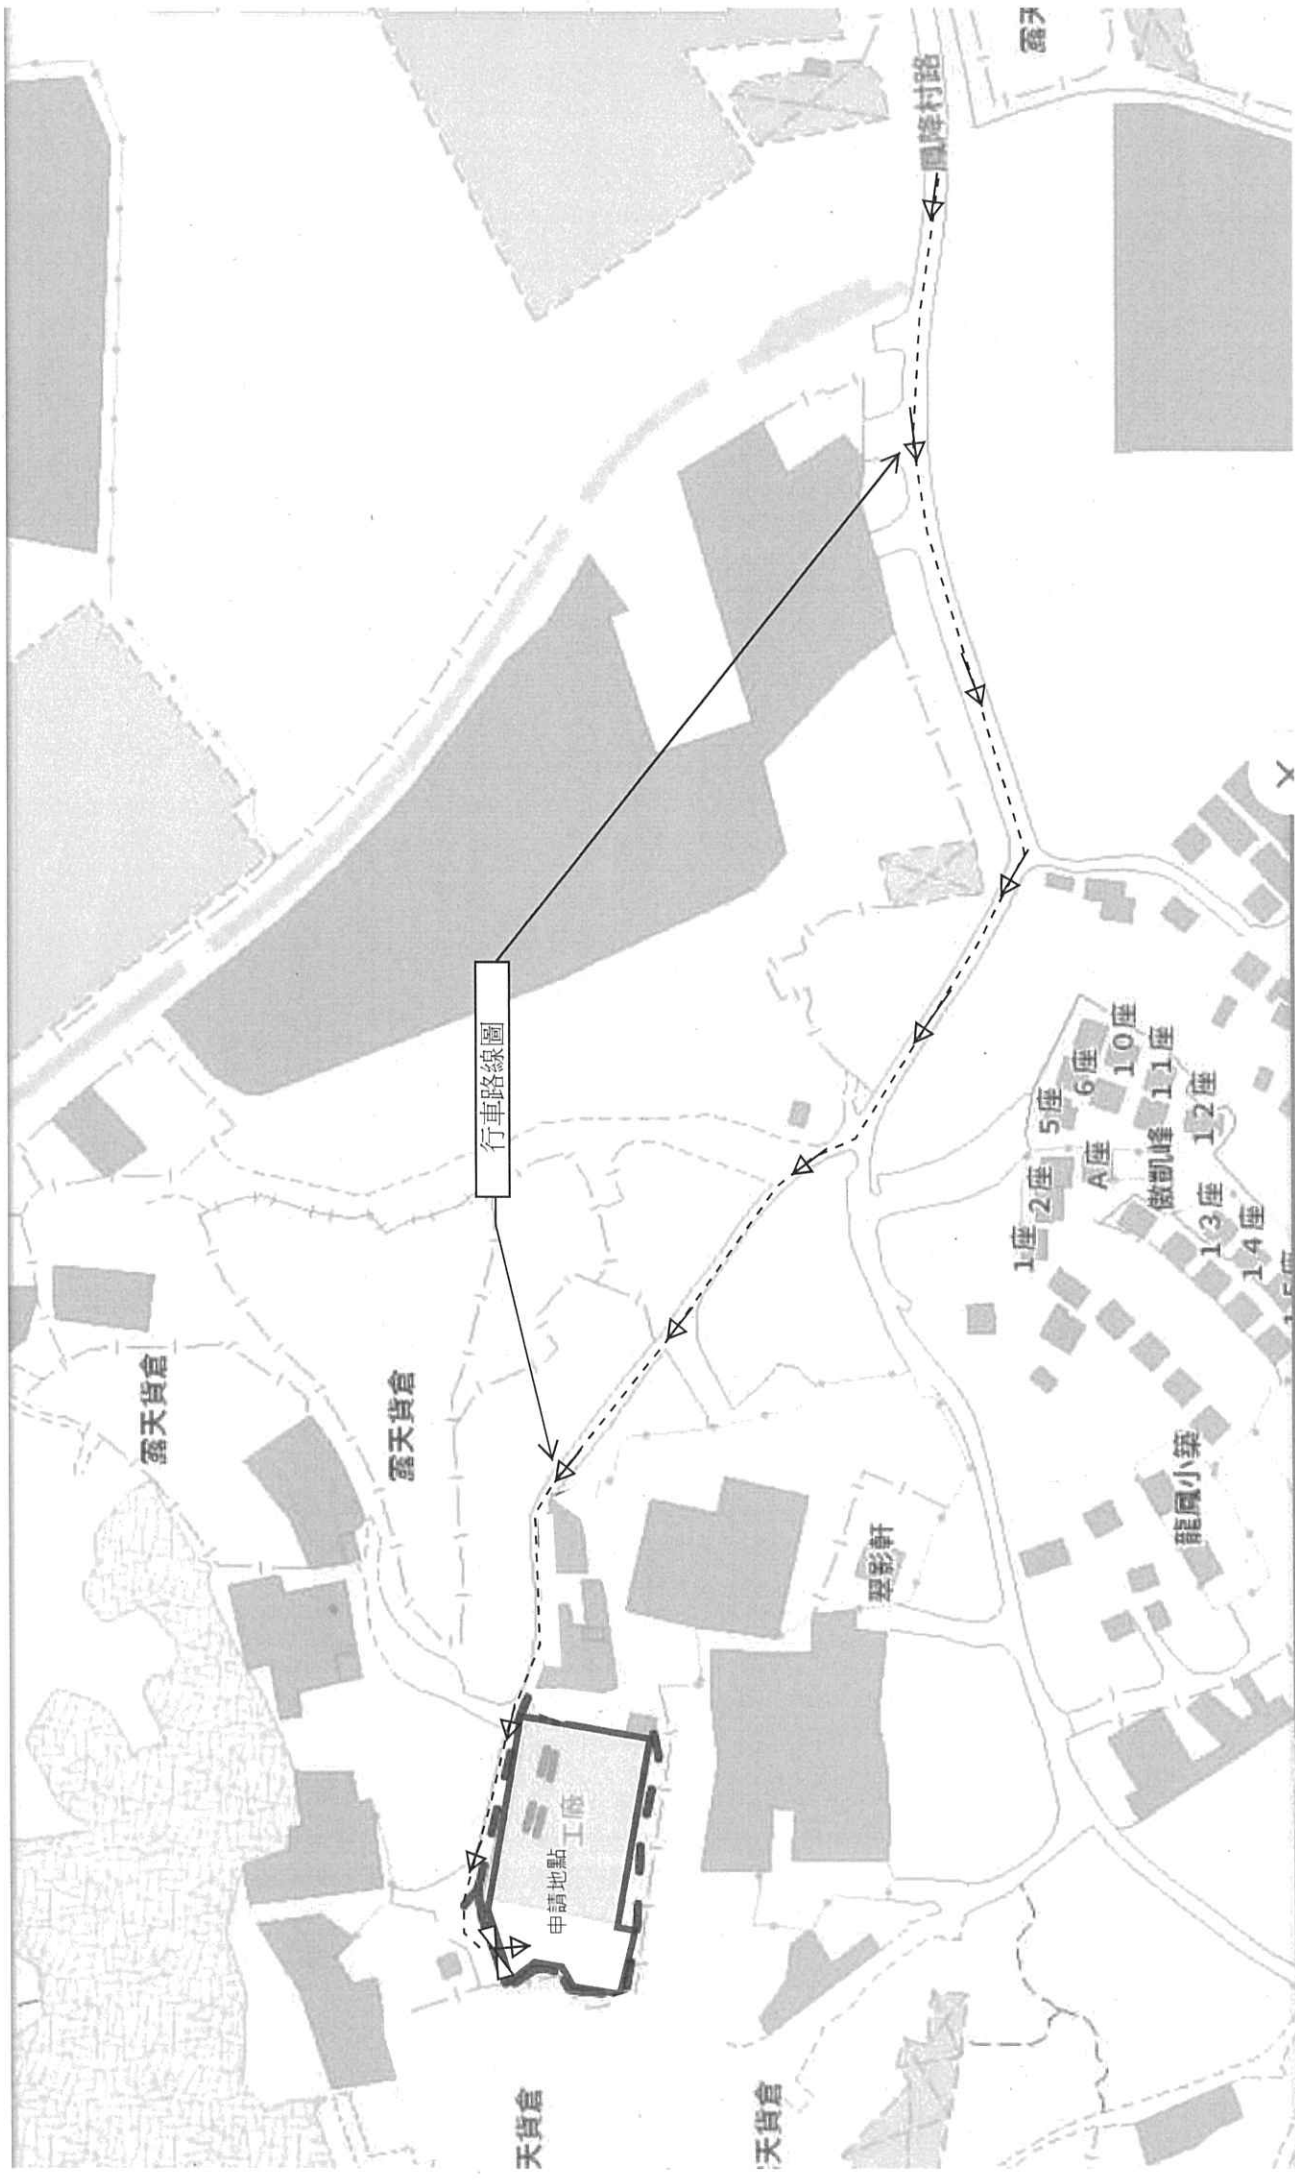 露天貨倉
露天貨倉
行車路線圖
天貨倉
申請地點
工廠
天貨倉
翠影軒
鳳降村路
1座
2座
5座
6座
10座
A座
傲凱峰
11座
12座
13座
14座
龍鳳小築